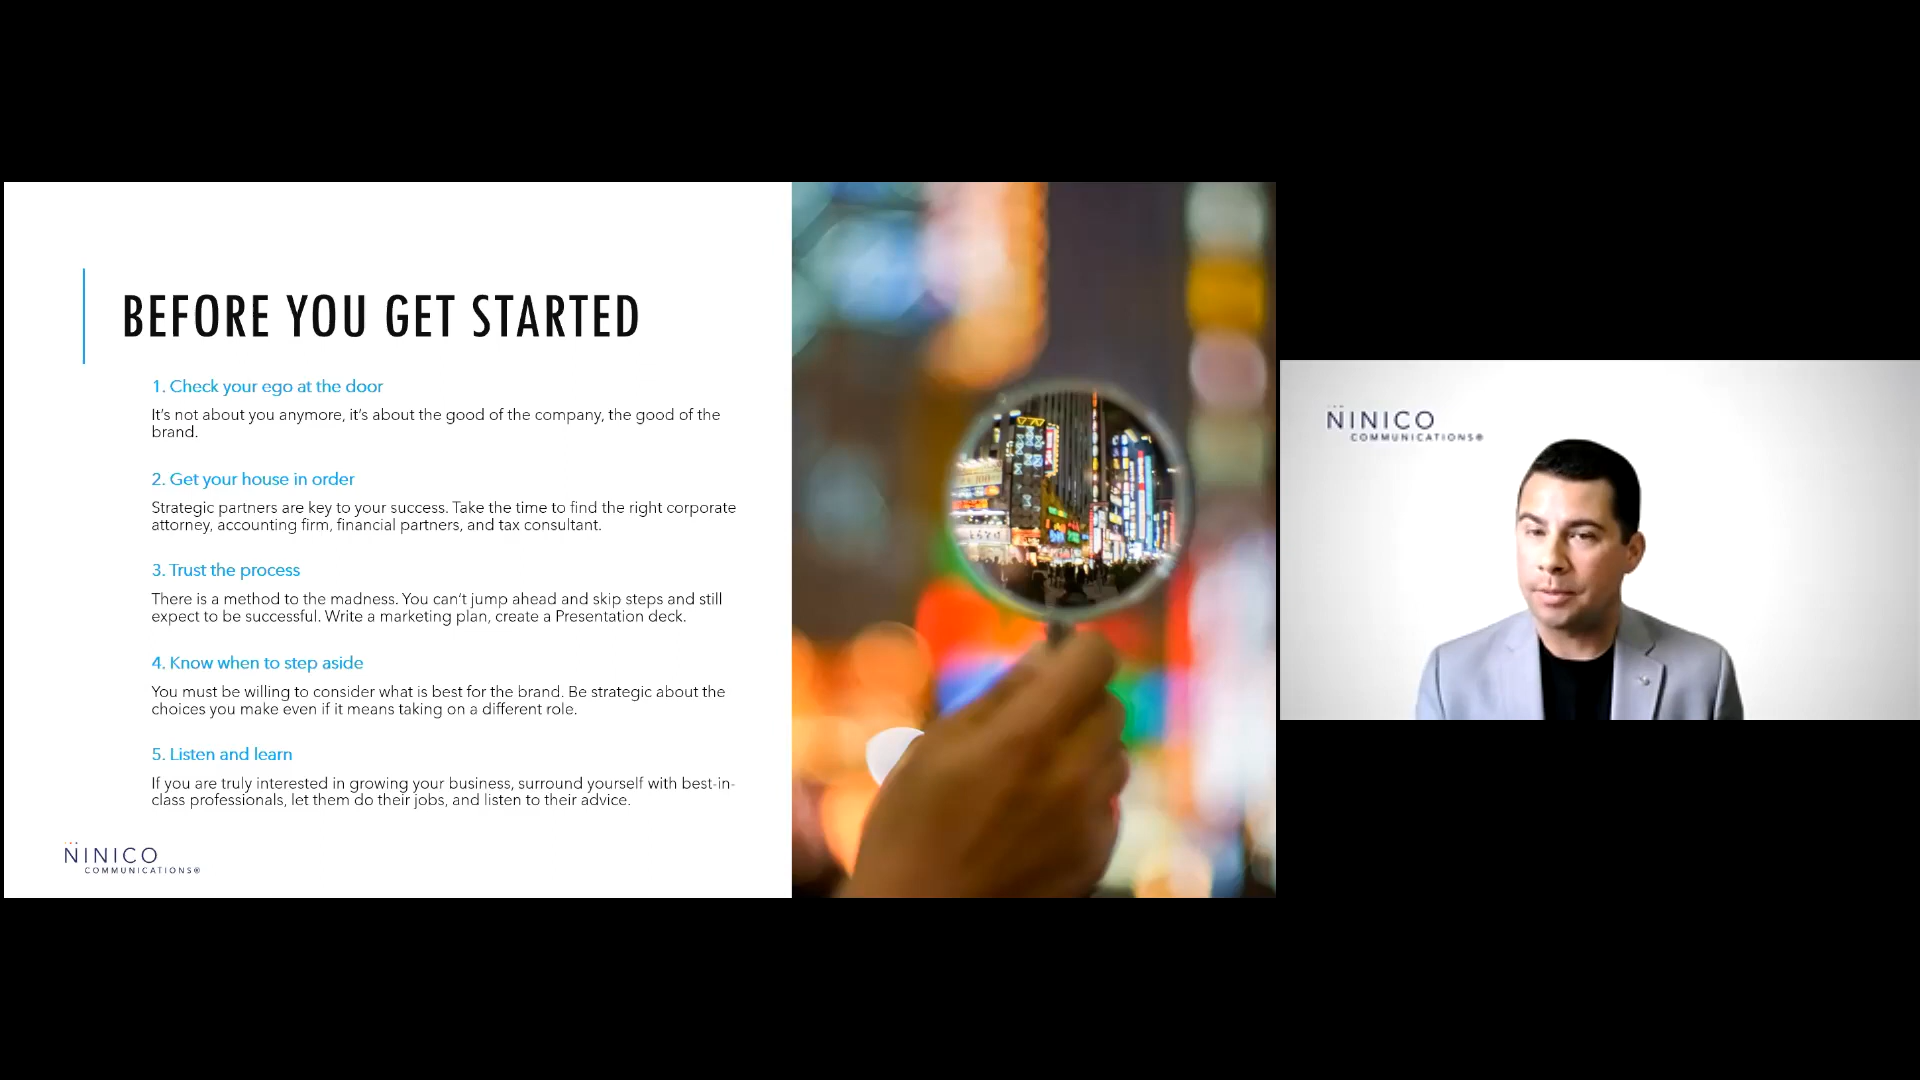 BEFORE YOU GET STARTED
1. Check your ego at the door
It's not about you anymore, it's about the good of the company, the good of the
brand.
2. Get your house in order
Strategic partners are key to your success. Take the time to find the right corporate
attorney, accounting firm, financial partners, and tax consultant.
3. Trust the process
There is a method to the madness. You can't jump ahead and skip steps and still
expect to be successful. Write a marketing plan, create a Presentation deck.
4. Know when to step aside
You must be willing to consider what is best for the brand. Be strategic about the
choices you make even if it means taking on a different role.
5. Listen and learn
If you are truly interested in growing your business, surround yourself with best-in-
class professionals, let them do their jobs, and listen to their advice.
NINICO
COMMUNICATIONS®
NINICO
COMMUNICATIONS®